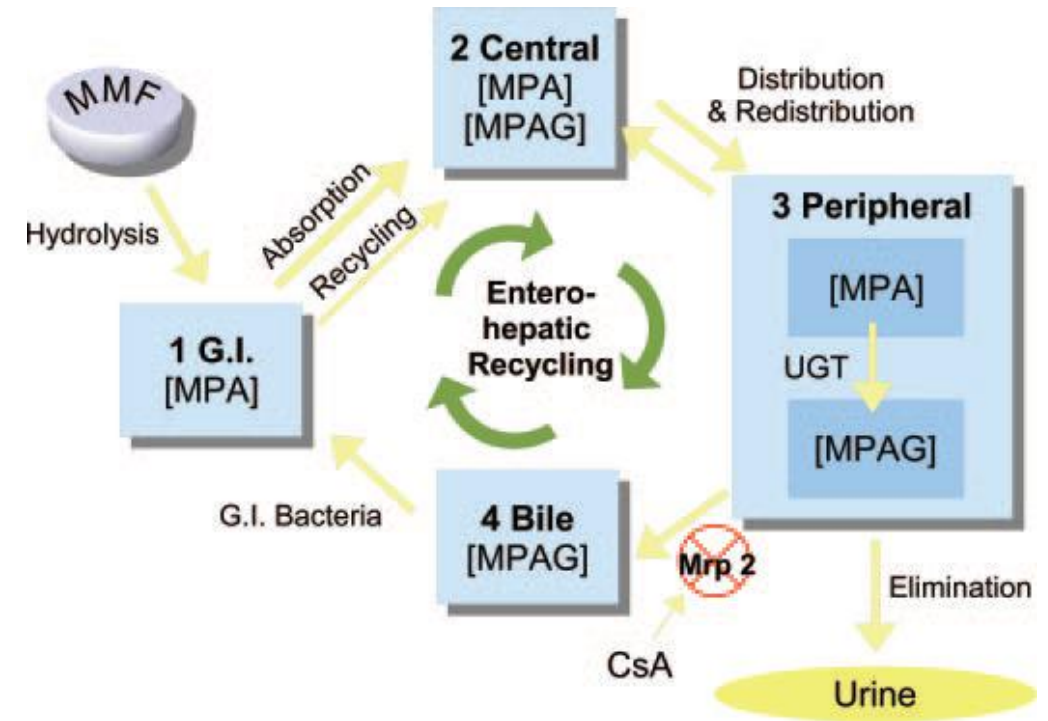 MMF
Hydrolysis
Absorption
Recycling
2 Central
[MPA]
[MPAG]
Distribution
& Redistribution
3 Peripheral
[MPA]
UGT
[MPAG]
Entero-
hepatic
Recycling
1 G.I.
[MPA]
G.I. Bacteria
4 Bile
[MPAG]
Mrp 2
CsA
Elimination
Urine